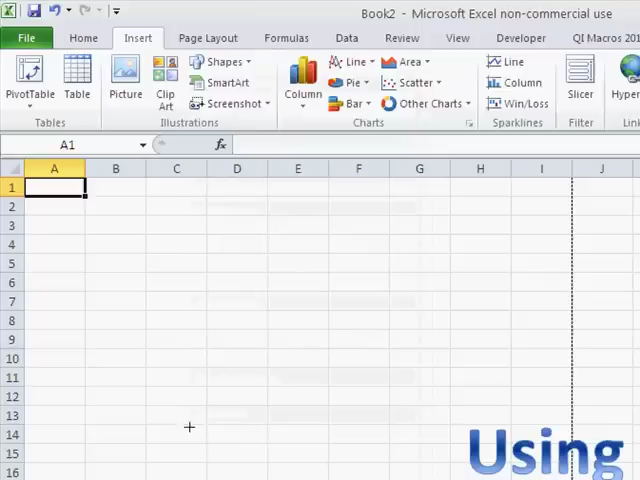 Book2 - Microsoft Excel non-commercial use
File Home Insert Page Layout Formulas Data Review View Developer QI Macros 201
PivotTable Table Picture Clip Art Shapes SmartArt Screenshot Column Line Pie Bar Area Scatter Other Charts Line Column Win/Loss Slicer Hyper
Tables Illustrations Charts Sparklines Filter Link
A1 fx
A B C D E F G H I J
1
2
3
4
5
6
7
8
9
10
11
12
13
14
15
16
Using